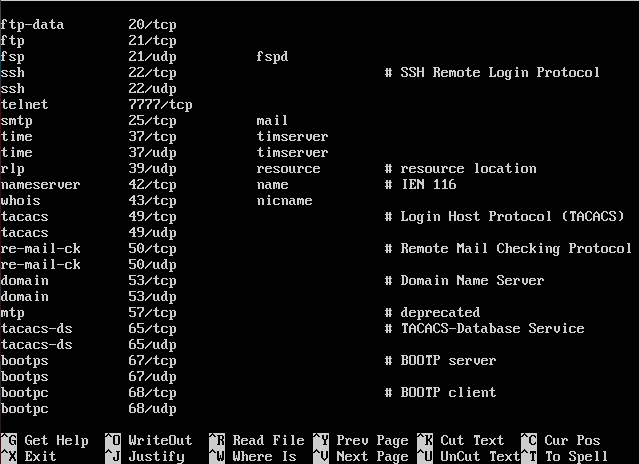 ftp-data 20/tcp
ftp 21/tcp
fsp 21/udp fspd
ssh 22/tcp # SSH Remote Login Protocol
ssh 22/udp
telnet 7777/tcp
smtp 25/tcp mail
time 37/tcp timserver
time 37/udp timserver
rlp 39/udp resource # resource location
nameserver 42/tcp name # IEN 116
whois 43/tcp nicname
tacacs 49/tcp # Login Host Protocol (TACACS)
tacacs 49/udp
re-mail-ck 50/tcp # Remote Mail Checking Protocol
re-mail-ck 50/udp
domain 53/tcp # Domain Name Server
domain 53/udp
mtp 57/tcp # deprecated
tacacs-ds 65/tcp # TACACS-Database Service
tacacs-ds 65/udp
bootps 67/tcp # BOOTP server
bootps 67/udp
bootpc 68/tcp # BOOTP client
bootpc 68/udp
^G Get Help ^O WriteOut ^R Read File ^Y Prev Page ^K Cut Text ^C Cur Pos
^X Exit ^J Justify ^W Where Is ^V Next Page ^U UnCut Text ^T To Spell